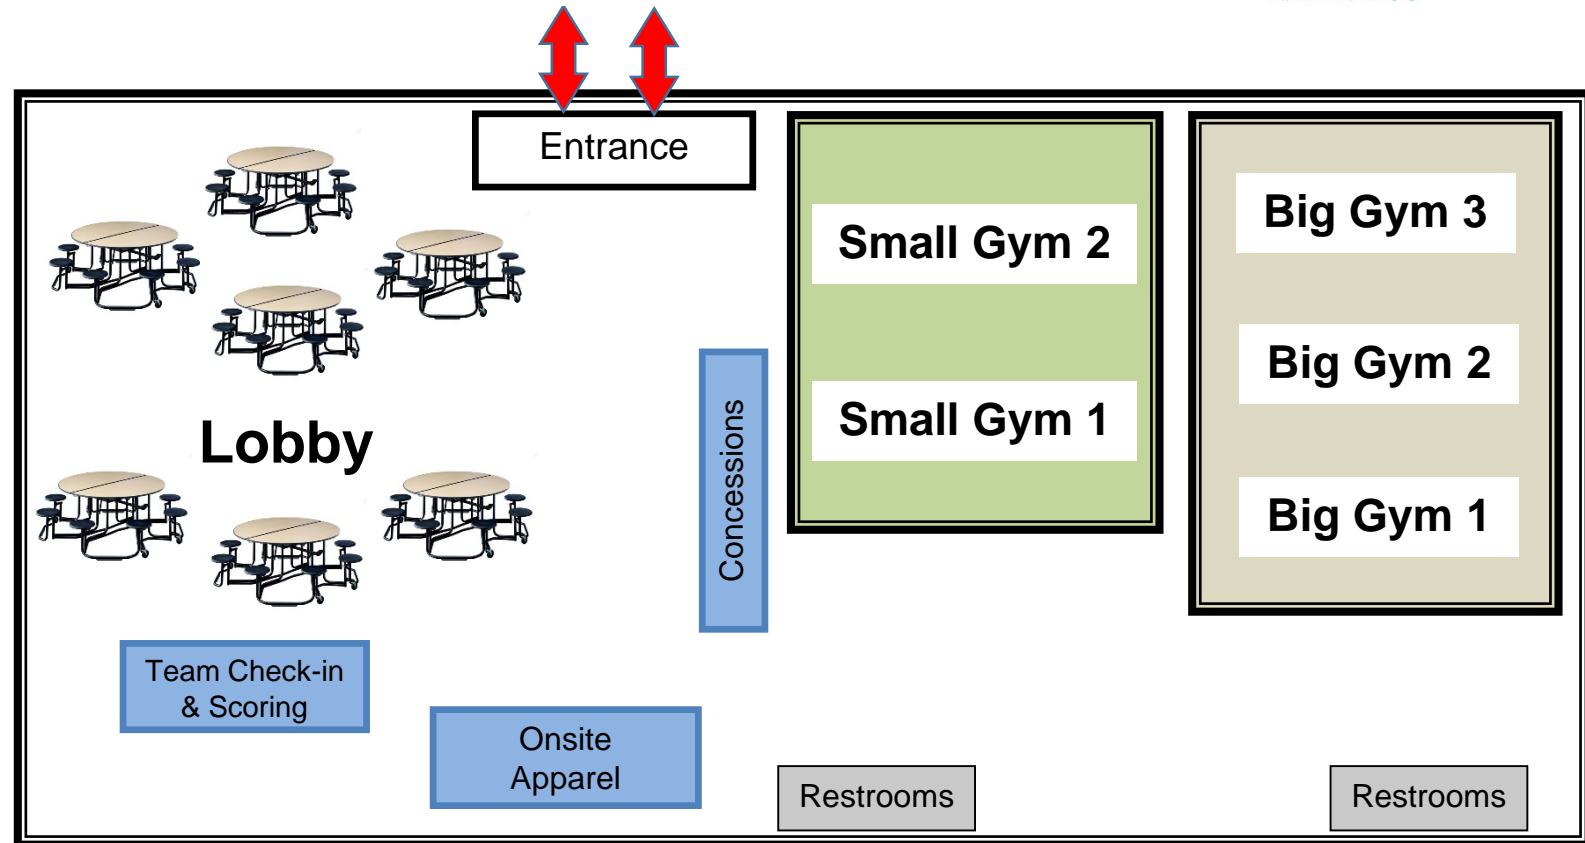 Entrance
Small Gym 2
Big Gym 3
Big Gym 2
Small Gym 1
Big Gym 1
Lobby
Concessions
Team Check-in
& Scoring
Onsite
Apparel
Restrooms
Restrooms